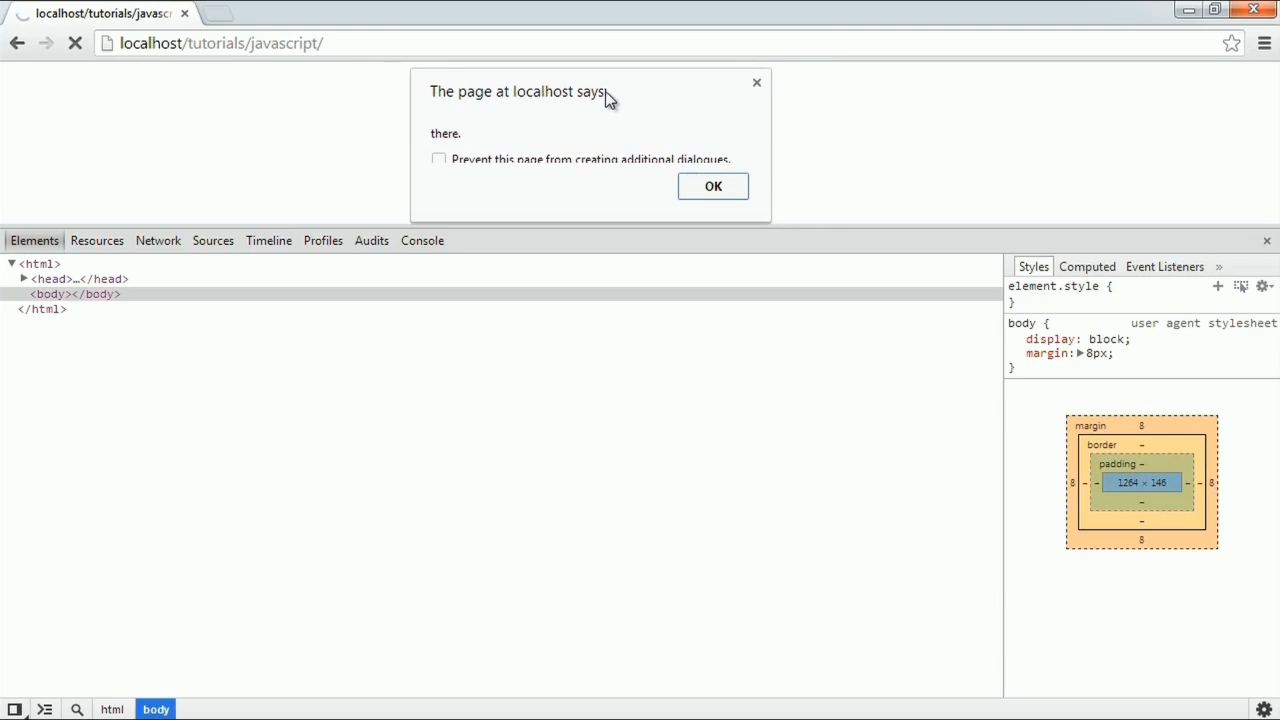 localhost/tutorials/javasc
localhost/tutorials/javascript/
The page at localhost says:
there.
Prevent this page from creating additional dialogues.
OK
Elements Resources Network Sources Timeline Profiles Audits Console
<html>
<head>…</head>
<body></body>
</html>
Styles Computed Event Listeners »
element.style {
}
body { user agent stylesheet
display: block;
margin: 8px;
}
margin 8
border –
padding –
8 – – 1264 × 146 – – 8
–
–
8
html body